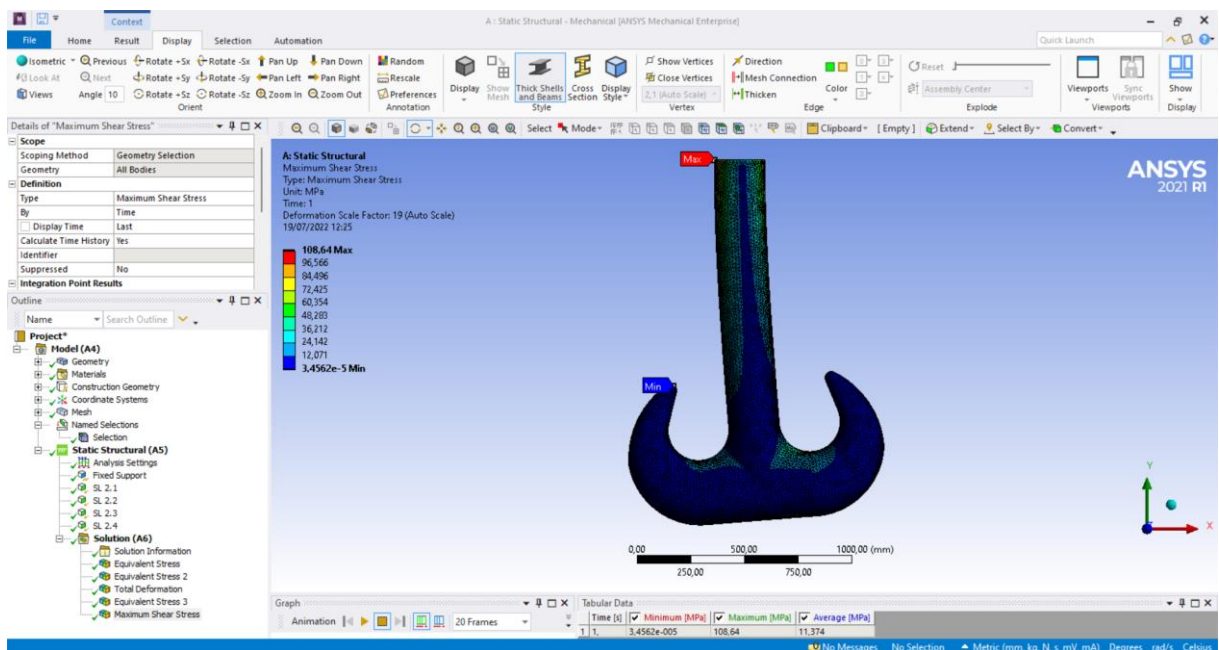 Context
A : Static Structural - Mechanical [ANSYS Mechanical Enterprise]
File Home Result Display Selection Automation
Quick Launch
Isometric Previous Rotate +Sx Rotate -Sx Pan Up Pan Down Random
Look At Next Rotate +Sy Rotate -Sy Pan Left Pan Right Rescale
Views Angle 10 Rotate +Sz Rotate -Sz Zoom In Zoom Out Preferences
Orient
Annotation
Display
Show Mesh
Thick Shells and Beams
Cross Section
Display Style
Style
Show Vertices
Close Vertices
2,1 (Auto Scale)
Vertex
Direction
Mesh Connection
Thicken
Color
Edge
Reset
Assembly Center
Explode
Viewports
Sync Viewports
Viewports
Show
Display
Details of "Maximum Shear Stress"
Select Mode Clipboard [Empty] Extend Select By Convert
Scope
Scoping Method Geometry Selection
Geometry All Bodies
Definition
Type Maximum Shear Stress
By Time
Display Time Last
Calculate Time History Yes
Identifier
Suppressed No
Integration Point Results
Outline
Name Search Outline
Project*
Model (A4)
Geometry
Materials
Construction Geometry
Coordinate Systems
Mesh
Named Selections
Selection
Static Structural (A5)
Analysis Settings
Fixed Support
SL 2.1
SL 2.2
SL 2.3
SL 2.4
Solution (A6)
Solution Information
Equivalent Stress
Equivalent Stress 2
Total Deformation
Equivalent Stress 3
Maximum Shear Stress
A: Static Structural
Maximum Shear Stress
Type: Maximum Shear Stress
Unit: MPa
Time: 1
Deformation Scale Factor: 19 (Auto Scale)
19/07/2022 12:25
108,64 Max
96,566
84,496
72,425
60,354
48,283
36,212
24,142
12,071
3,4562e-5 Min
Max
Min
ANSYS
2021 R1
Y
X
0,00 500,00 1000,00 (mm)
250,00 750,00
Graph
Animation 20 Frames
Tabular Data
Time [s] Minimum [MPa] Maximum [MPa] Average [MPa]
1 1, 3,4562e-005 108,64 11,374
No Messages No Selection Metric (mm, kg, N, s, mV, mA) Degrees rad/s Celsius